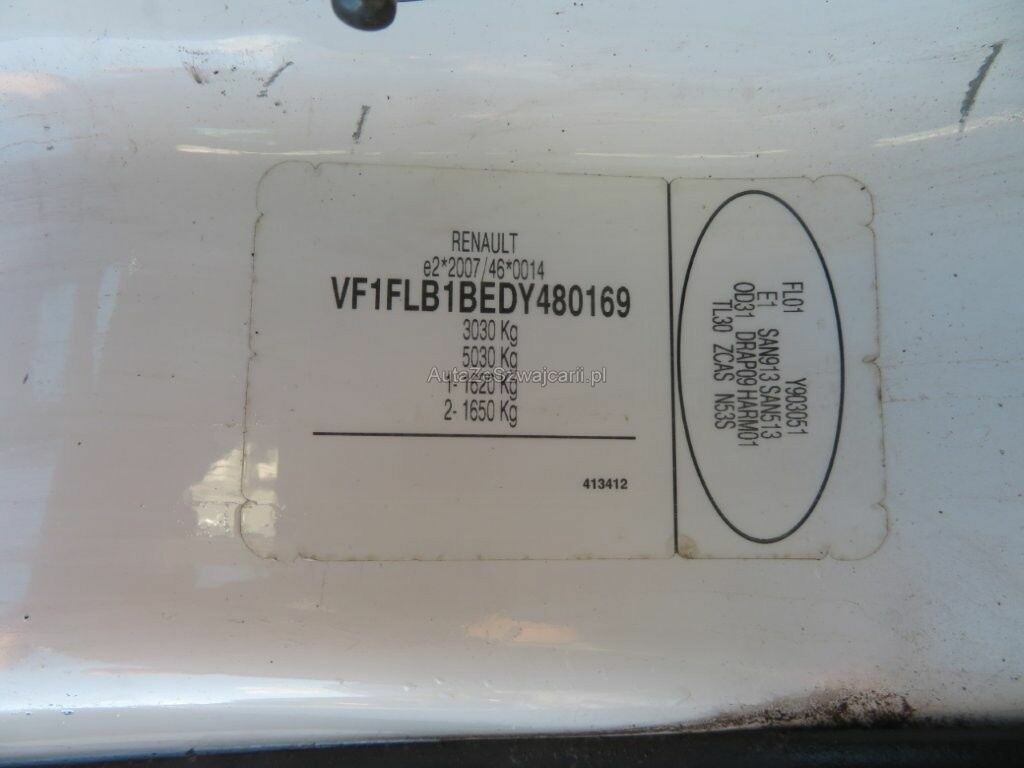 RENAULT
e2*2007/46*0014
VF1FLB1BEDY480169
3030 Kg
5030 Kg
1- 1620 Kg
2- 1650 Kg
413412
AutazeSzwajcarii.pl
FL01 Y903051
E1 SAN913 SAN513
OD31 DRAP09 HARM01
TL30 ZCAS N53S